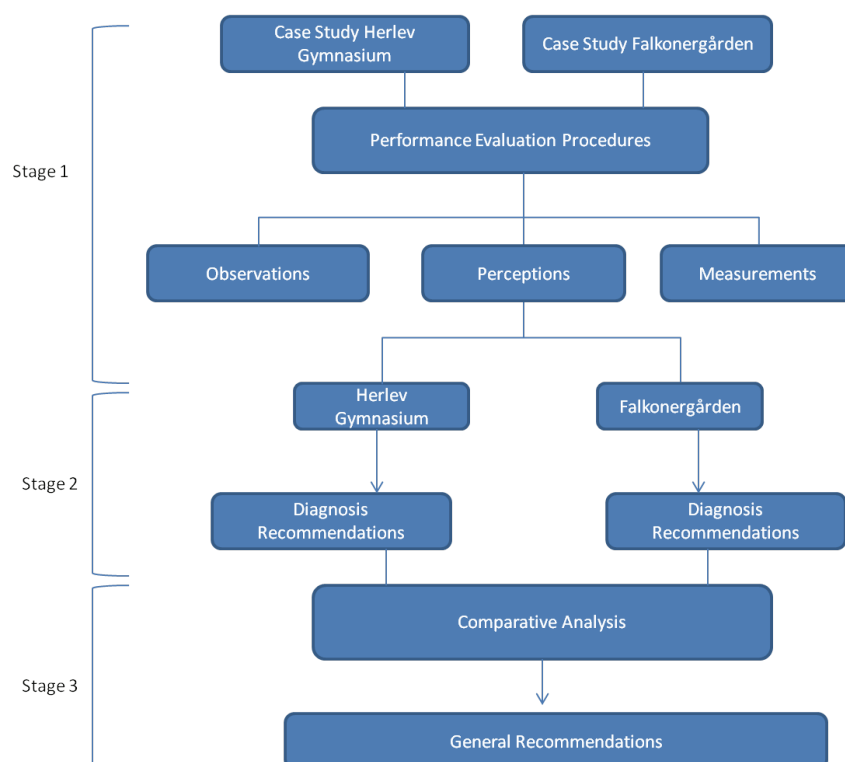 Case Study Herlev
Gymnasium
Case Study Falkonergården
Performance Evaluation Procedures
Stage 1
Observations
Perceptions
Measurements
Herlev
Gymnasium
Falkonergården
Stage 2
Diagnosis
Recommendations
Diagnosis
Recommendations
Comparative Analysis
Stage 3
General Recommendations